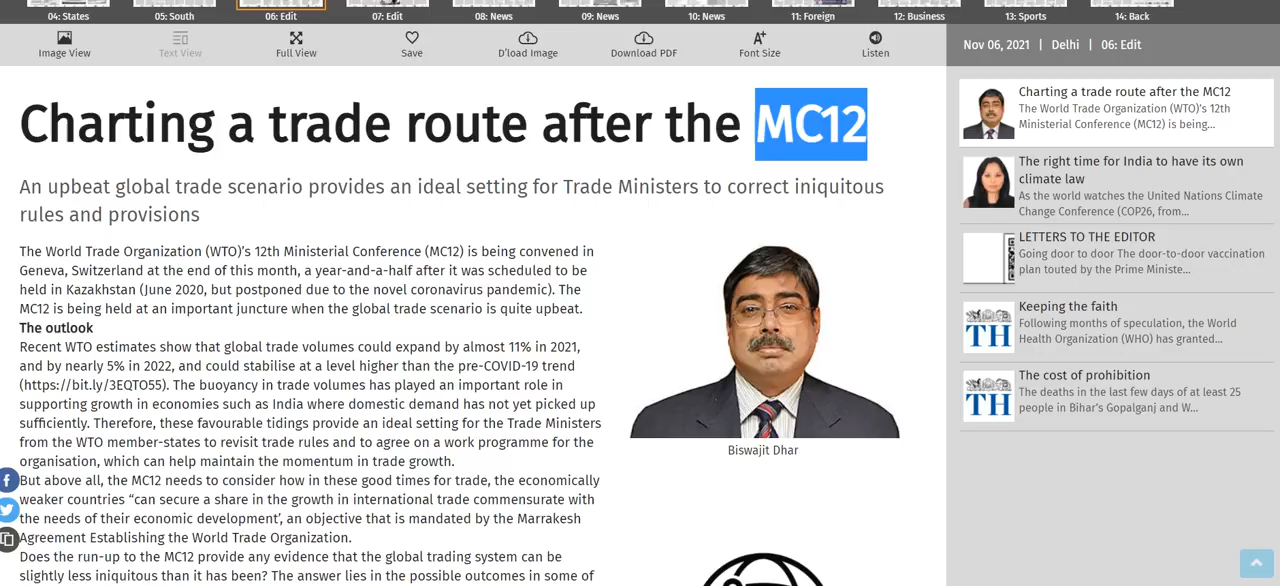 04: States
05: South
06: Edit
07: Edit
08: News
09: News
10: News
11: Foreign
12: Business
13: Sports
14: Back
Image View
Text View
Full View
Save
D'load Image
Download PDF
Font Size
Listen
Nov 06, 2021 | Delhi | 06: Edit
Charting a trade route after the MC12
An upbeat global trade scenario provides an ideal setting for Trade Ministers to correct iniquitous
rules and provisions
The World Trade Organization (WTO)'s 12th Ministerial Conference (MC12) is being convened in
Geneva, Switzerland at the end of this month, a year-and-a-half after it was scheduled to be
held in Kazakhstan (June 2020, but postponed due to the novel coronavirus pandemic). The
MC12 is being held at an important juncture when the global trade scenario is quite upbeat.
The outlook
Recent WTO estimates show that global trade volumes could expand by almost 11% in 2021,
and by nearly 5% in 2022, and could stabilise at a level higher than the pre-COVID-19 trend
(https://bit.ly/3EQTO55). The buoyancy in trade volumes has played an important role in
supporting growth in economies such as India where domestic demand has not yet picked up
sufficiently. Therefore, these favourable tidings provide an ideal setting for the Trade Ministers
from the WTO member-states to revisit trade rules and to agree on a work programme for the
organisation, which can help maintain the momentum in trade growth.
But above all, the MC12 needs to consider how in these good times for trade, the economically
weaker countries “can secure a share in the growth in international trade commensurate with
the needs of their economic development’, an objective that is mandated by the Marrakesh
Agreement Establishing the World Trade Organization.
Does the run-up to the MC12 provide any evidence that the global trading system can be
slightly less iniquitous than it has been? The answer lies in the possible outcomes in some of
Biswajit Dhar
Charting a trade route after the MC12
The World Trade Organization (WTO)'s 12th
Ministerial Conference (MC12) is being...
The right time for India to have its own
climate law
As the world watches the United Nations Climate
Change Conference (COP26, from...
LETTERS TO THE EDITOR
Going door to door The door-to-door vaccination
plan touted by the Prime Ministe...
TH
Keeping the faith
Following months of speculation, the World
Health Organization (WHO) has granted...
TH
The cost of prohibition
The deaths in the last few days of at least 25
people in Bihar's Gopalganj and W...